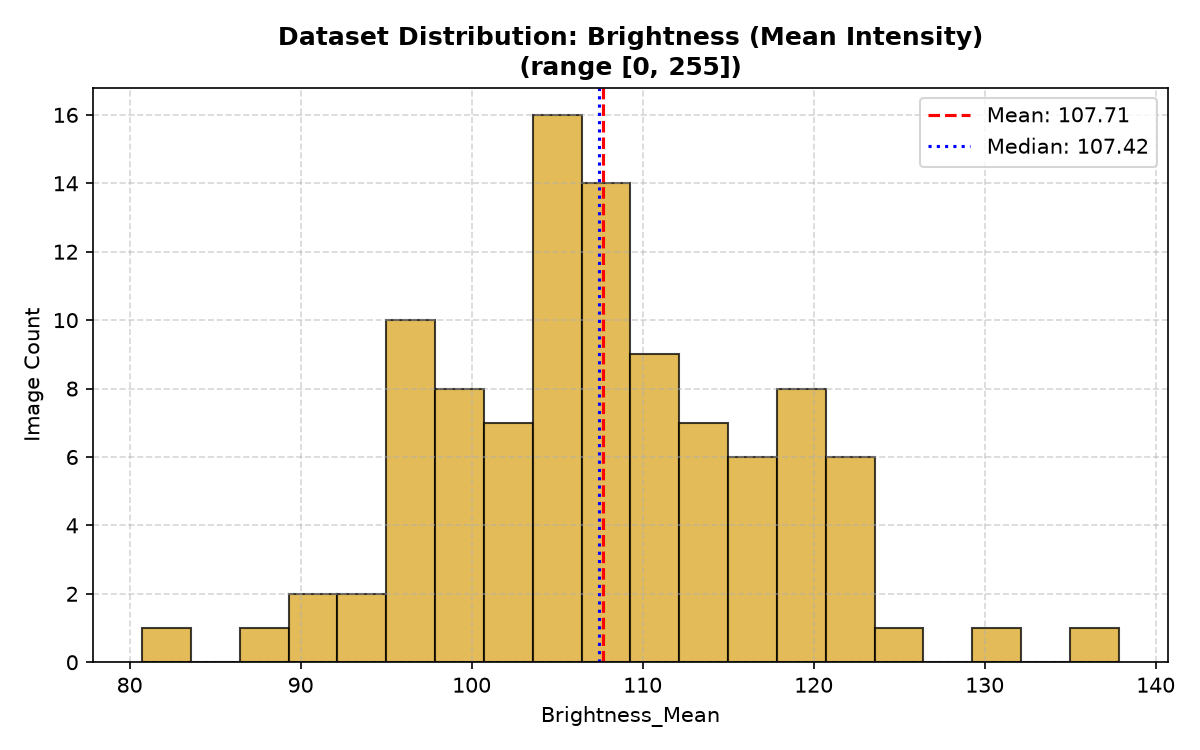 Dataset Distribution: Brightness (Mean Intensity)
(range [0, 255])
Mean: 107.71
Median: 107.42
Image Count
16
14
12
10
8
6
4
2
0
80
90
100
110
120
130
140
Brightness_Mean